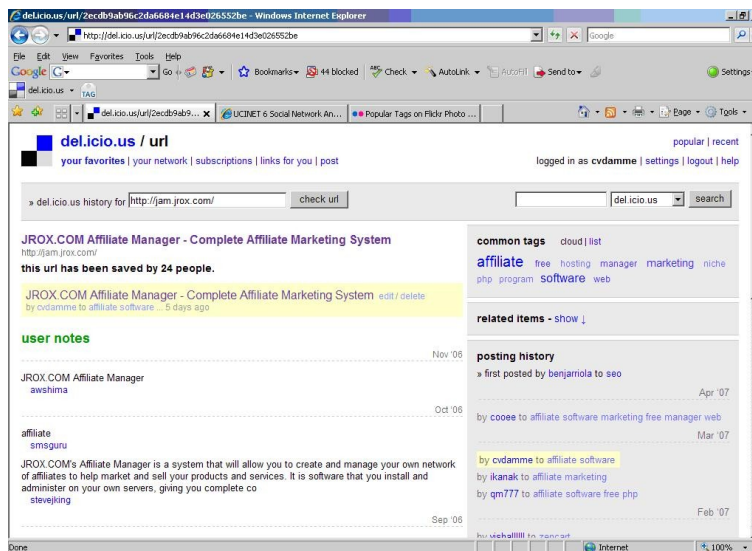 del.icio.us/url/2ecdb9ab96c2da6684e14d3e026552be - Windows Internet Explorer
http://del.icio.us/url/2ecdb9ab96c2da6684e14d3e026552be
Google
File Edit View Favorites Tools Help
Google G Go Bookmarks 44 blocked Check AutoLink AutoFill Send to Settings
del.icio.us TAG
del.icio.us/url/2ecdb9ab9... UCINET 6 Social Network An... Popular Tags on Flickr Photo ... Page Tools
del.icio.us / url
popular | recent
your favorites | your network | subscriptions | links for you | post
logged in as cvdamme | settings | logout | help
» del.icio.us history for http://jam.jrox.com/ check url
del.icio.us search
JROX.COM Affiliate Manager - Complete Affiliate Marketing System
http://jam.jrox.com/
this url has been saved by 24 people.
JROX.COM Affiliate Manager - Complete Affiliate Marketing System edit / delete
by cvdamme to affiliate software ... 5 days ago
user notes
Nov '06
JROX.COM Affiliate Manager
awshima
Oct '06
affiliate
smsguru
JROX.COM's Affiliate Manager is a system that will allow you to create and manage your own network
of affiliates to help market and sell your products and services. It is software that you install and
administer on your own servers, giving you complete co
stevejking
Sep '06
common tags cloud | list
affiliate free hosting manager marketing niche
php program software web
related items - show ↓
posting history
» first posted by benjarriola to seo
Apr '07
by cooee to affiliate software marketing free manager web
Mar '07
by cvdamme to affiliate software
by ikanak to affiliate marketing
by qm777 to affiliate software free php
Feb '07
to zencart
Done Internet 100%